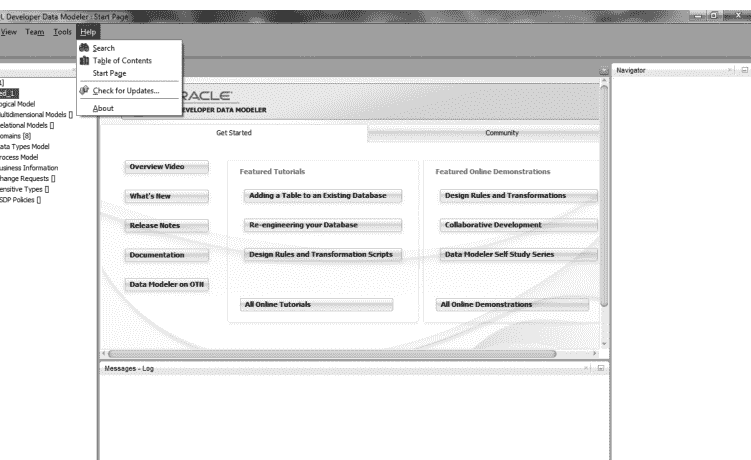 L Developer Data Modeler : Start Page
View Team Tools Help
Search
Table of Contents
Start Page
Check for Updates...
About
1]
ed_1
ogical Model
ultidimensional Models []
elational Models []
omains [8]
ata Types Model
rocess Model
usiness Information
hange Requests []
ensitive Types []
SDP Policies []
RACLE
EVELOPER DATA MODELER
Get Started
Community
Overview Video
What's New
Release Notes
Documentation
Data Modeler on OTN
Featured Tutorials
Adding a Table to an Existing Database
Re-engineering your Database
Design Rules and Transformation Scripts
All Online Tutorials
Featured Online Demonstrations
Design Rules and Transformations
Collaborative Development
Data Modeler Self Study Series
All Online Demonstrations
Messages - Log
Navigator